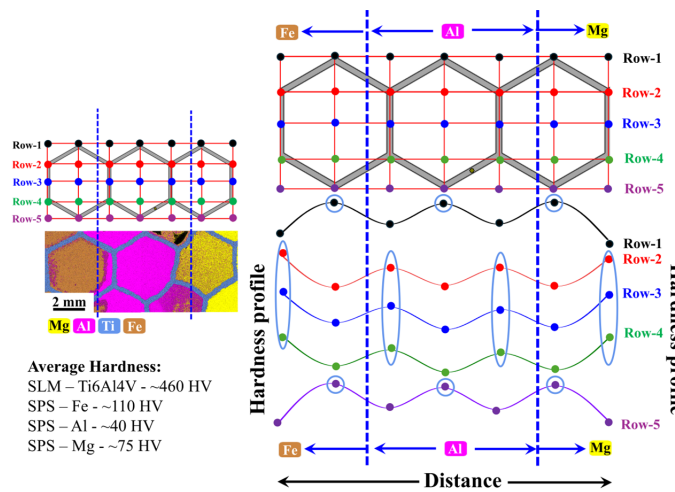 Fe
Al
Mg
Row-1
Row-2
Row-3
Row-4
Row-5
Row-1
Row-2
Row-3
Row-4
Row-5
2 mm
Mg Al Ti Fe
Average Hardness:
SLM – Ti6Al4V - ~460 HV
SPS – Fe - ~110 HV
SPS – Al - ~40 HV
SPS – Mg - ~75 HV
Hardness profile
Row-1
Row-2
Row-3
Row-4
Row-5
Hardness profile
Fe
Al
Mg
Distance